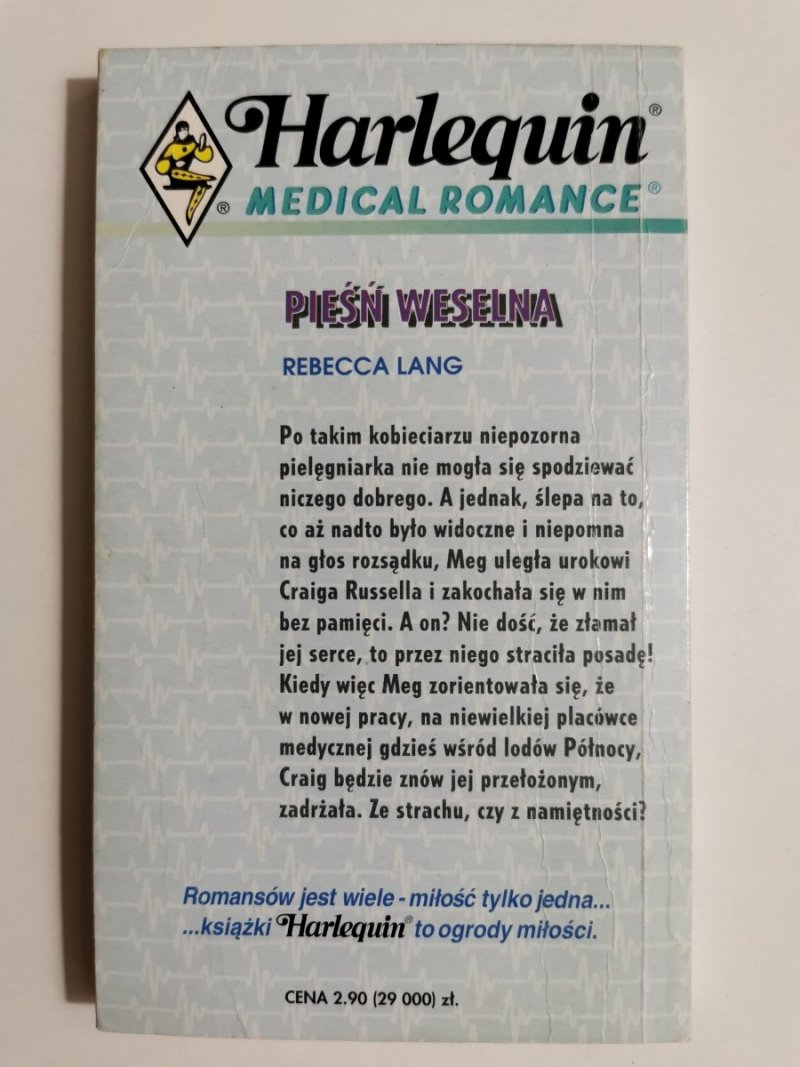 Harlequin®
® MEDICAL ROMANCE®
PIEŚŃ WESELNA
REBECCA LANG
Po takim kobieciarzu niepozorna
pielęgniarka nie mogła się spodziewać
niczego dobrego. A jednak, ślepa na to,
co aż nadto było widoczne i niepomna
na głos rozsądku, Meg uległa urokowi
Craiga Russella i zakochała się w nim
bez pamięci. A on? Nie dość, że złamał
jej serce, to przez niego straciła posadę!
Kiedy więc Meg zorientowała się, że
w nowej pracy, na niewielkiej placówce
medycznej gdzieś wśród lodów Północy,
Craig będzie znów jej przełożonym,
zadrżała. Ze strachu, czy z namiętności?
Romansów jest wiele - miłość tylko jedna...
...książki Harlequin® to ogrody miłości.
CENA 2.90 (29 000) zł.